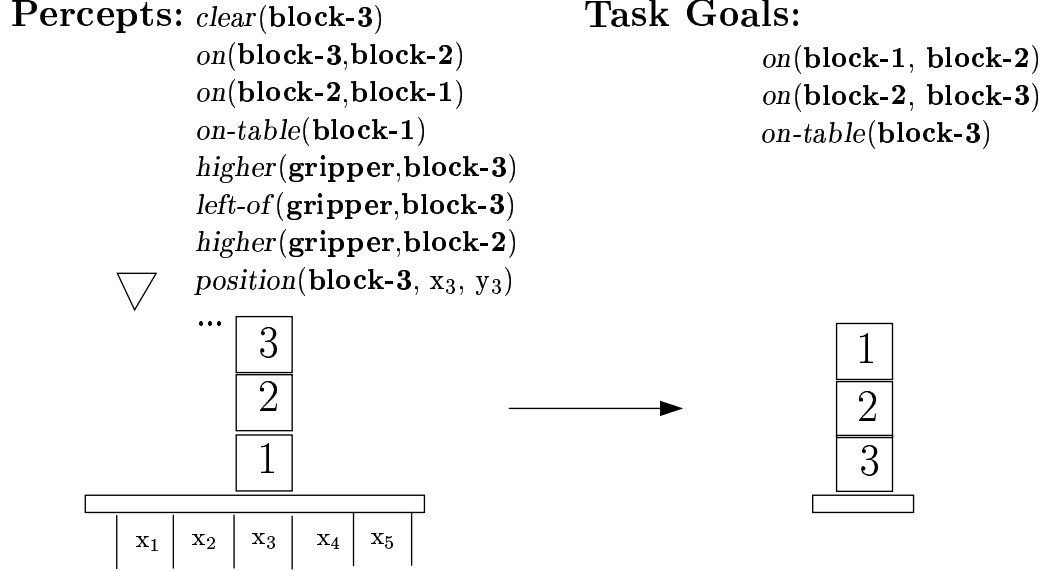 Percepts:
clear(block-3)
on(block-3,block-2)
on(block-2,block-1)
on-table(block-1)
higher(gripper,block-3)
left-of(gripper,block-3)
higher(gripper,block-2)
position(block-3, x₃, y₃)
...
Task Goals:
on(block-1, block-2)
on(block-2, block-3)
on-table(block-3)
3
2
1
x₁ x₂ x₃ x₄ x₅
1
2
3